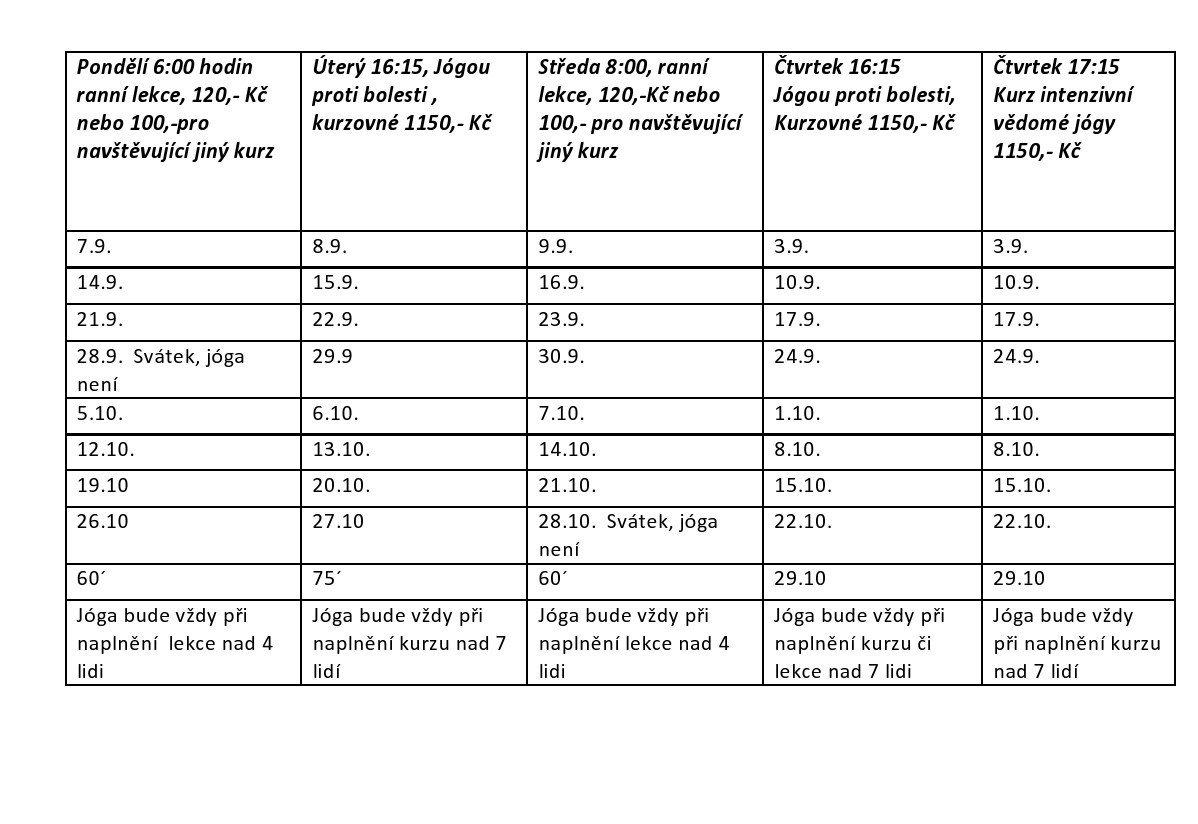 Pondělí 6:00 hodin
ranní lekce, 120,- Kč
nebo 100,-pro
navštěvující jiný kurz
Úterý 16:15, Jógou
proti bolesti ,
kurzovné 1150,- Kč
Středa 8:00, ranní
lekce, 120,-Kč nebo
100,- pro navštěvující
jiný kurz
Čtvrtek 16:15
Jógou proti bolesti,
Kurzovné 1150,- Kč
Čtvrtek 17:15
Kurz intenzivní
vědomé jógy
1150,- Kč
7.9.
8.9.
9.9.
3.9.
3.9.
14.9.
15.9.
16.9.
10.9.
10.9.
21.9.
22.9.
23.9.
17.9.
17.9.
28.9.  Svátek, jóga
není
29.9
30.9.
24.9.
24.9.
5.10.
6.10.
7.10.
1.10.
1.10.
12.10.
13.10.
14.10.
8.10.
8.10.
19.10
20.10.
21.10.
15.10.
15.10.
26.10
27.10
28.10.  Svátek, jóga
není
22.10.
22.10.
60´
75´
60´
29.10
29.10
Jóga bude vždy při
naplnění  lekce nad 4
lidi
Jóga bude vždy při
naplnění kurzu nad 7
lidí
Jóga bude vždy při
naplnění lekce nad 4
lidi
Jóga bude vždy při
naplnění kurzu či
lekce nad 7 lidi
Jóga bude vždy
při naplnění kurzu
nad 7 lidí